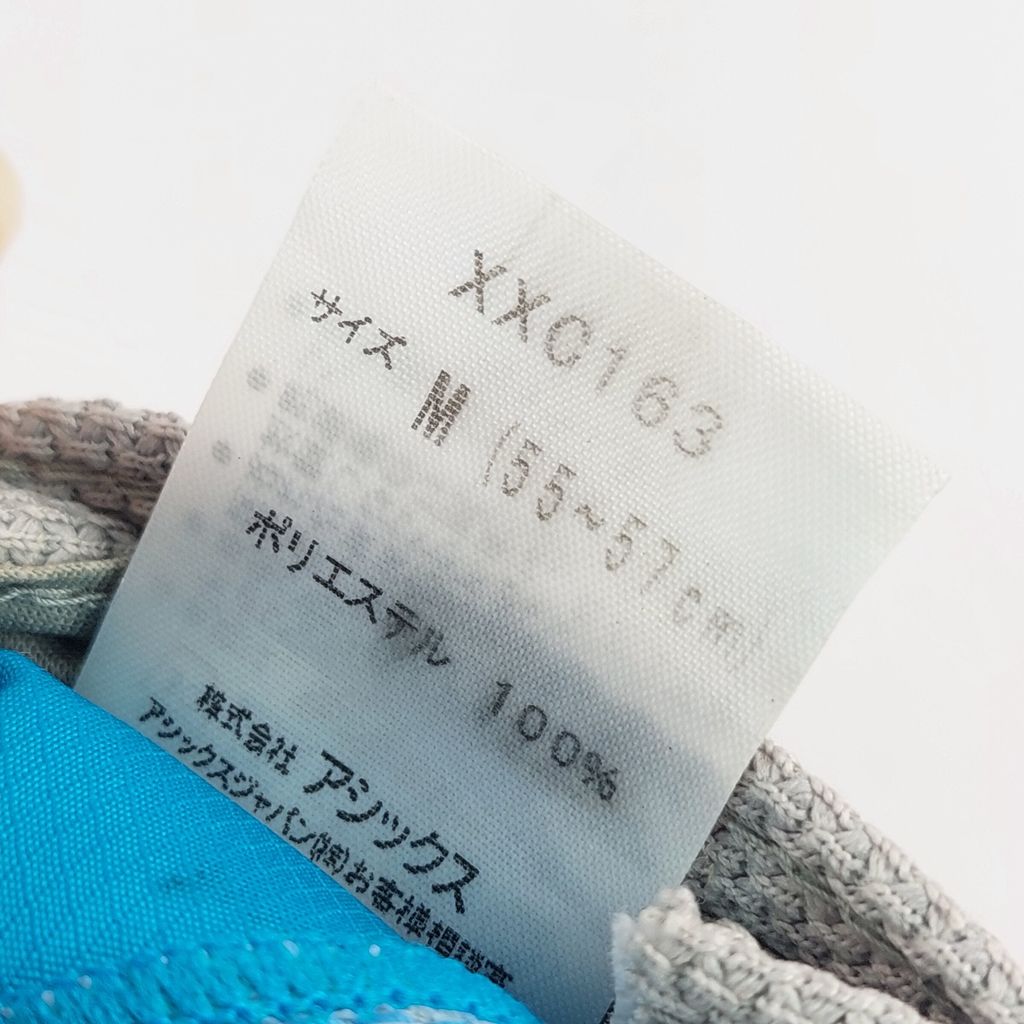 XXC163
サイズ M (55~57cm)
ポリエステル 100%
株式会社 アシックス
アシックスジャパン(株)お客様相談室